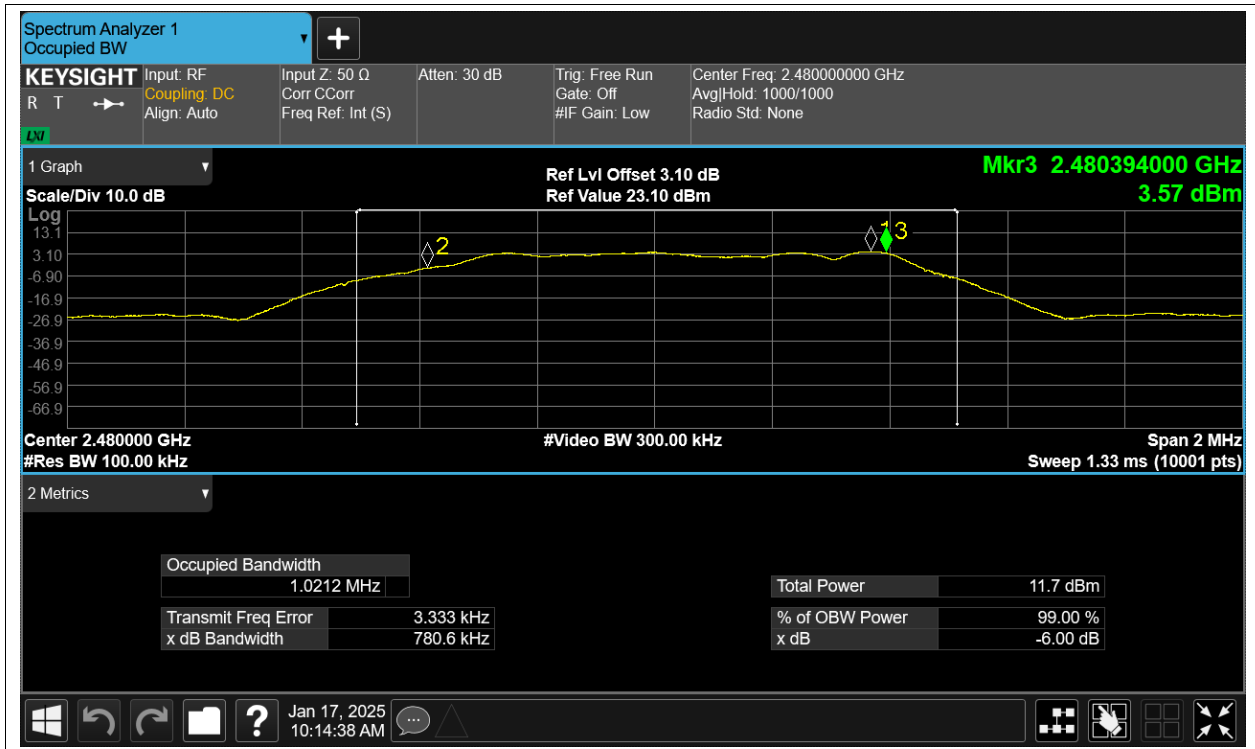 Spectrum Analyzer 1
Occupied BW
KEYSIGHT
R T
LXI
Input: RF
Coupling: DC
Align: Auto
Input Z: 50 Ω
Corr CCorr
Freq Ref: Int (S)
Atten: 30 dB
Trig: Free Run
Gate: Off
#IF Gain: Low
Center Freq: 2.480000000 GHz
Avg|Hold: 1000/1000
Radio Std: None
1 Graph
Scale/Div 10.0 dB
Ref Lvl Offset 3.10 dB
Ref Value 23.10 dBm
Mkr3 2.480394000 GHz
3.57 dBm
Log
13.1
3.10
-6.90
-16.9
-26.9
-36.9
-46.9
-56.9
-66.9
2
1 3
Center 2.480000 GHz
#Video BW 300.00 kHz
Span 2 MHz
#Res BW 100.00 kHz
Sweep 1.33 ms (10001 pts)
2 Metrics
Occupied Bandwidth
1.0212 MHz
Transmit Freq Error 3.333 kHz
x dB Bandwidth 780.6 kHz
Total Power 11.7 dBm
% of OBW Power 99.00 %
x dB -6.00 dB
?
Jan 17, 2025
10:14:38 AM